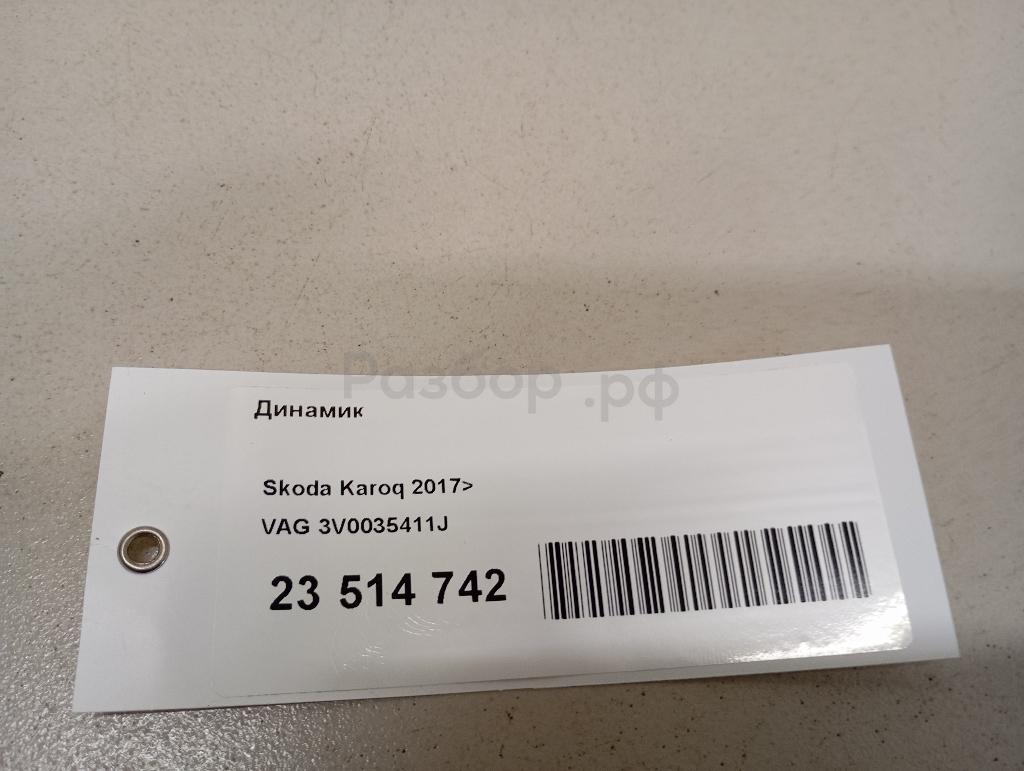 Разбор .рф
Динамик
Skoda Karoq 2017>
VAG 3V0035411J
23 514 742